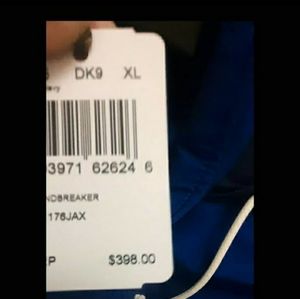 DK9 XL
3971 62624 6
NDBREAKER
176JAX
P $398.00